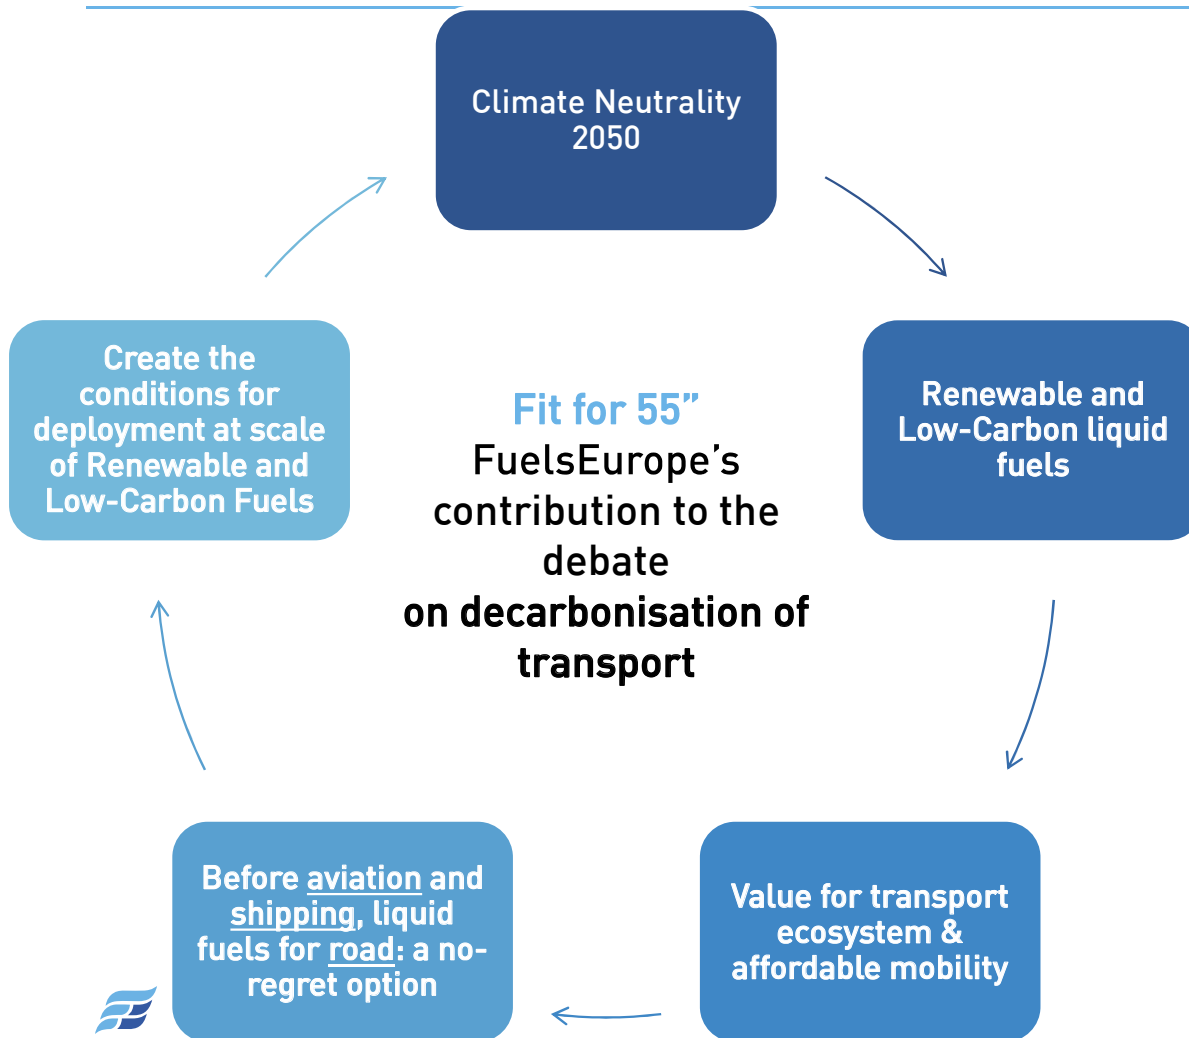 Climate Neutrality
2050
Renewable and
Low-Carbon liquid
fuels
Value for transport
ecosystem &
affordable mobility
Before aviation and
shipping, liquid
fuels for road: a no-
regret option
Create the
conditions for
deployment at scale
of Renewable and
Low-Carbon Fuels
Fit for 55”
FuelsEurope’s
contribution to the
debate
on decarbonisation of
transport